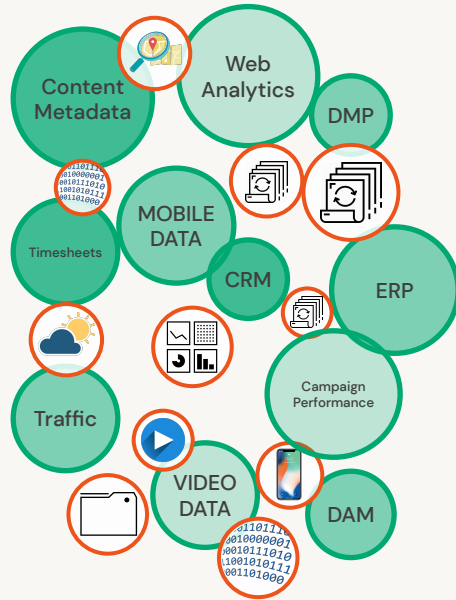 Content
Metadata
Web
Analytics
DMP
MOBILE
DATA
Timesheets
CRM
ERP
Campaign
Performance
Traffic
VIDEO
DATA
DAM